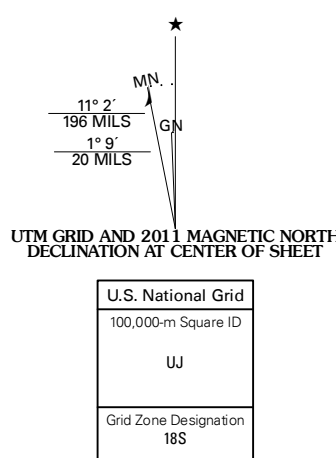 ★
MN
11° 2´
196 MILS
GN
1° 9´
20 MILS
UTM GRID AND 2011 MAGNETIC NORTH
DECLINATION AT CENTER OF SHEET
U.S. National Grid
100,000-m Square ID
UJ
Grid Zone Designation
18S